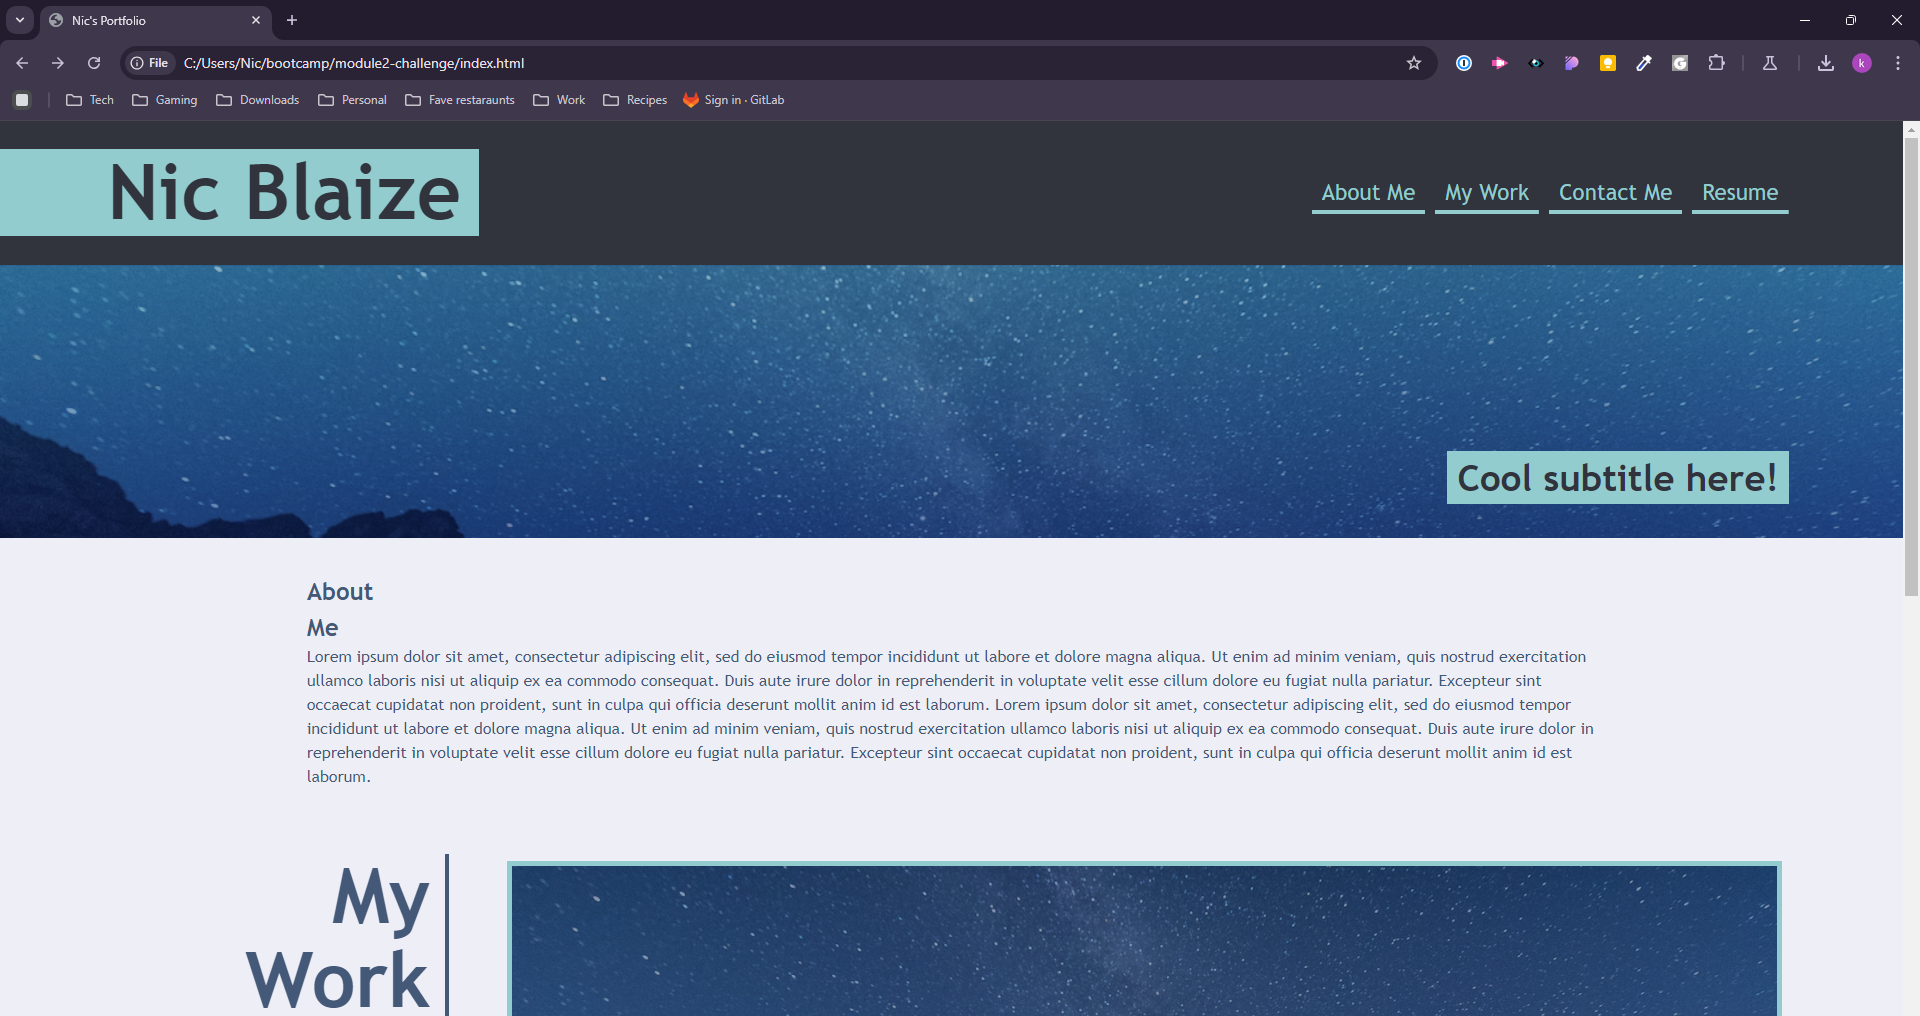 Nic's Portfolio
File C:/Users/Nic/bootcamp/module2-challenge/index.html
k
Tech Gaming Downloads Personal Fave restaraunts Work Recipes Sign in · GitLab
Nic Blaize
About Me My Work Contact Me Resume
Cool subtitle here!
About
Me
Lorem ipsum dolor sit amet, consectetur adipiscing elit, sed do eiusmod tempor incididunt ut labore et dolore magna aliqua. Ut enim ad minim veniam, quis nostrud exercitation
ullamco laboris nisi ut aliquip ex ea commodo consequat. Duis aute irure dolor in reprehenderit in voluptate velit esse cillum dolore eu fugiat nulla pariatur. Excepteur sint
occaecat cupidatat non proident, sunt in culpa qui officia deserunt mollit anim id est laborum. Lorem ipsum dolor sit amet, consectetur adipiscing elit, sed do eiusmod tempor
incididunt ut labore et dolore magna aliqua. Ut enim ad minim veniam, quis nostrud exercitation ullamco laboris nisi ut aliquip ex ea commodo consequat. Duis aute irure dolor in
reprehenderit in voluptate velit esse cillum dolore eu fugiat nulla pariatur. Excepteur sint occaecat cupidatat non proident, sunt in culpa qui officia deserunt mollit anim id est
laborum.
My
Work